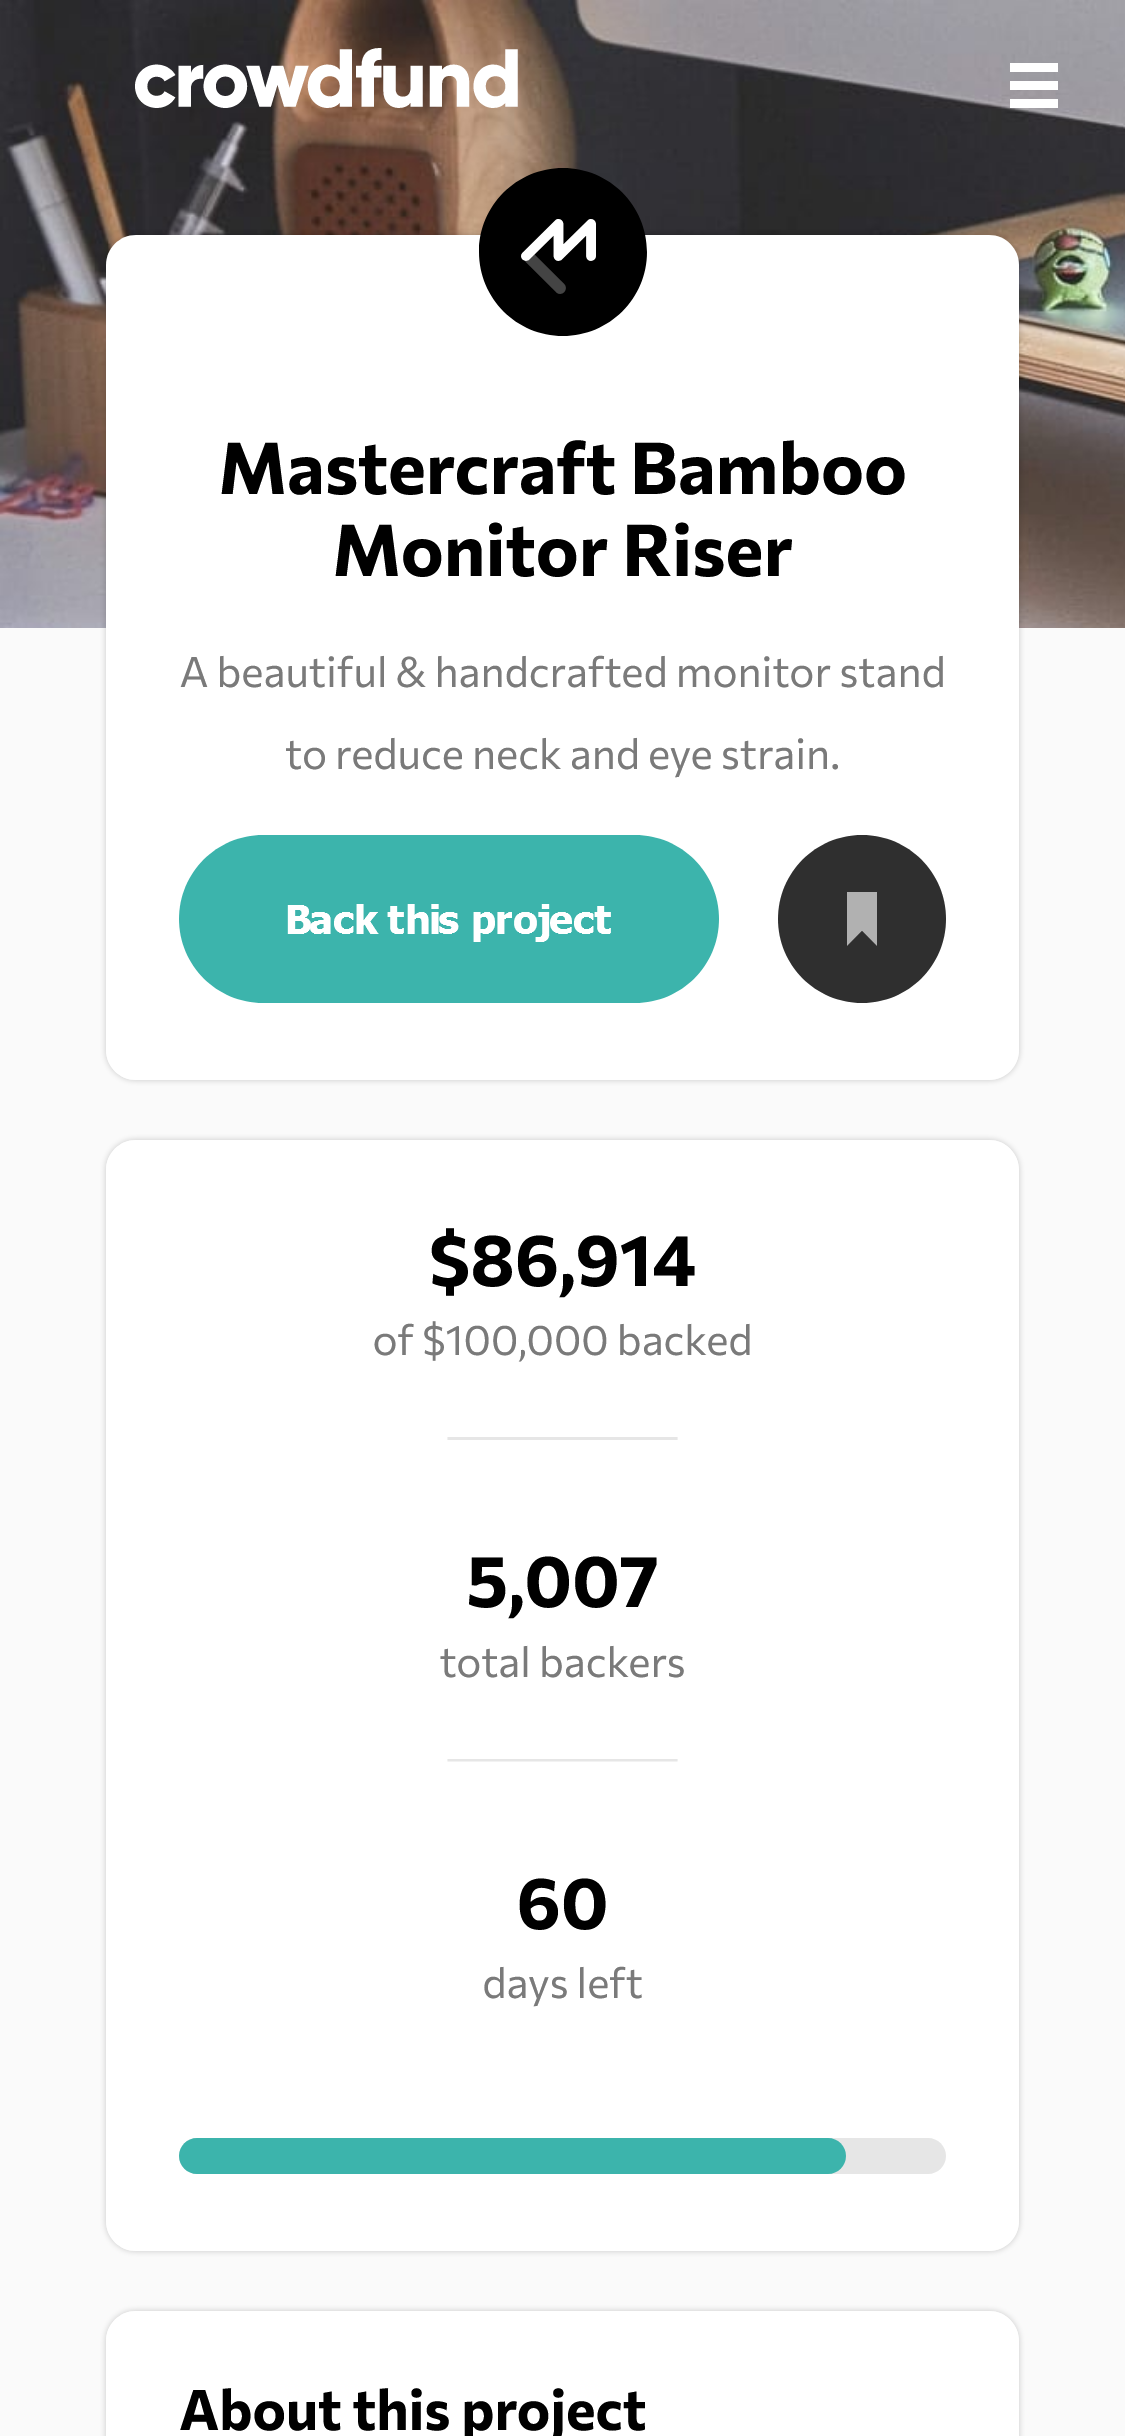 crowdfund
Mastercraft Bamboo
Monitor Riser
A beautiful & handcrafted monitor stand
to reduce neck and eye strain.
Back this project
$86,914
of $100,000 backed
5,007
total backers
60
days left
About this project